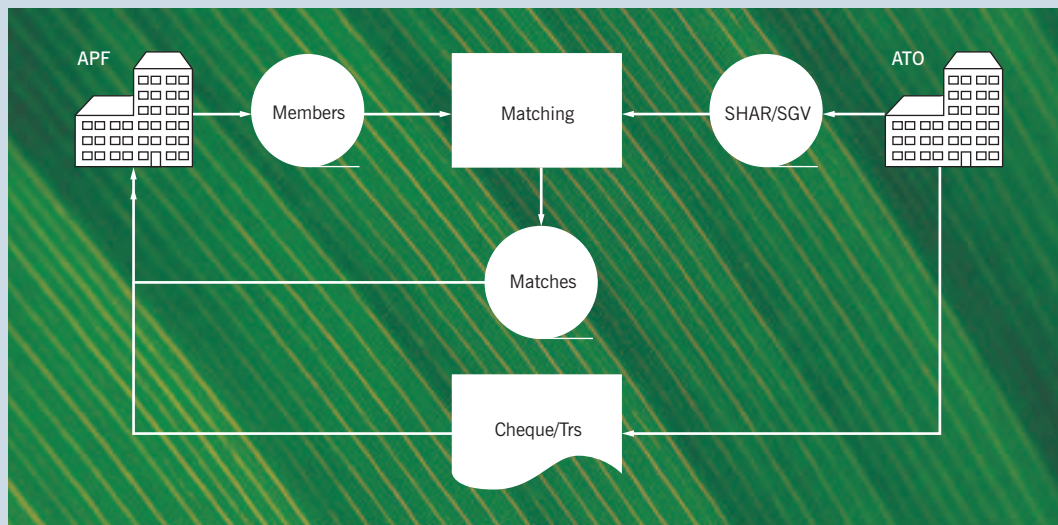 APF
ATO
Members
Matching
SHAR/SGV
Matches
Cheque/Trs